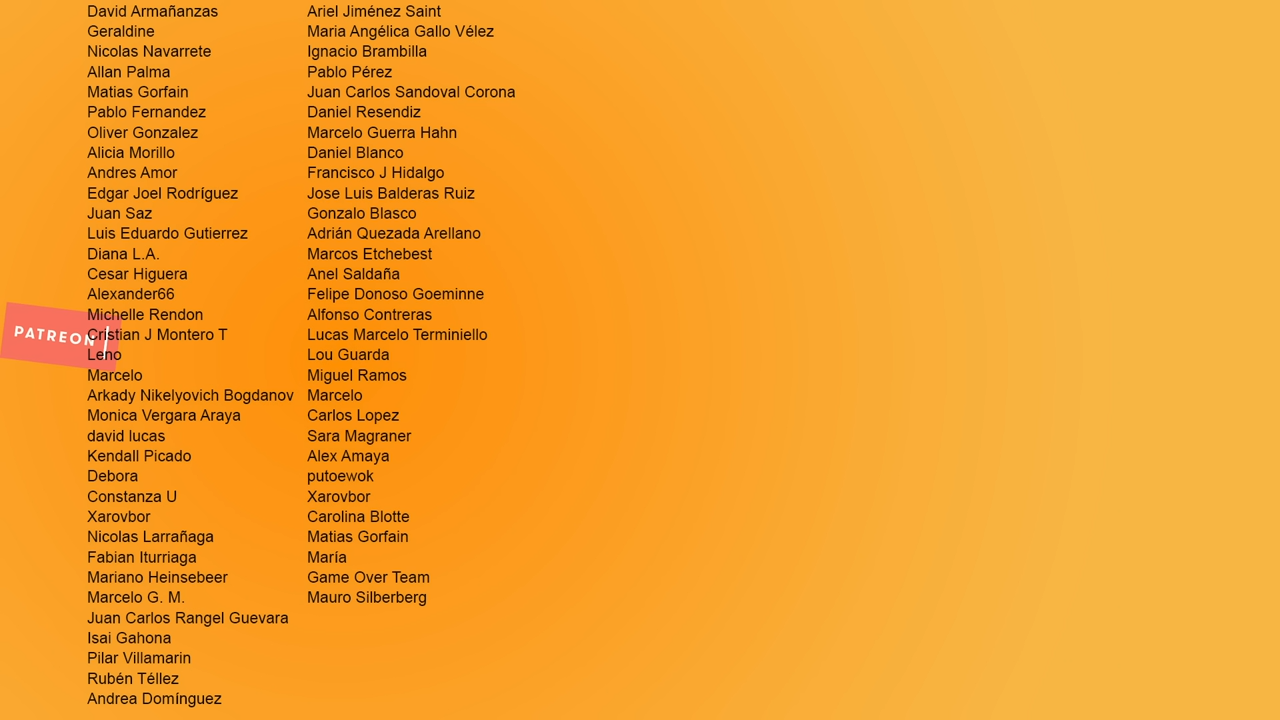 David Armañanzas
Geraldine
Nicolas Navarrete
Allan Palma
Matias Gorfain
Pablo Fernandez
Oliver Gonzalez
Alicia Morillo
Andres Amor
Edgar Joel Rodríguez
Juan Saz
Luis Eduardo Gutierrez
Diana L.A.
Cesar Higuera
Alexander66
Michelle Rendon
Cristian J Montero T
Leno
Marcelo
Arkady Nikelyovich Bogdanov
Monica Vergara Araya
david lucas
Kendall Picado
Debora
Constanza U
Xarovbor
Nicolas Larrañaga
Fabian Iturriaga
Mariano Heinsebeer
Marcelo G. M.
Juan Carlos Rangel Guevara
Isai Gahona
Pilar Villamarin
Rubén Téllez
Andrea Domínguez
Ariel Jiménez Saint
Maria Angélica Gallo Vélez
Ignacio Brambilla
Pablo Pérez
Juan Carlos Sandoval Corona
Daniel Resendiz
Marcelo Guerra Hahn
Daniel Blanco
Francisco J Hidalgo
Jose Luis Balderas Ruiz
Gonzalo Blasco
Adrián Quezada Arellano
Marcos Etchebest
Anel Saldaña
Felipe Donoso Goeminne
Alfonso Contreras
Lucas Marcelo Terminiello
Lou Guarda
Miguel Ramos
Marcelo
Carlos Lopez
Sara Magraner
Alex Amaya
putoewok
Xarovbor
Carolina Blotte
Matias Gorfain
María
Game Over Team
Mauro Silberberg
PATREON